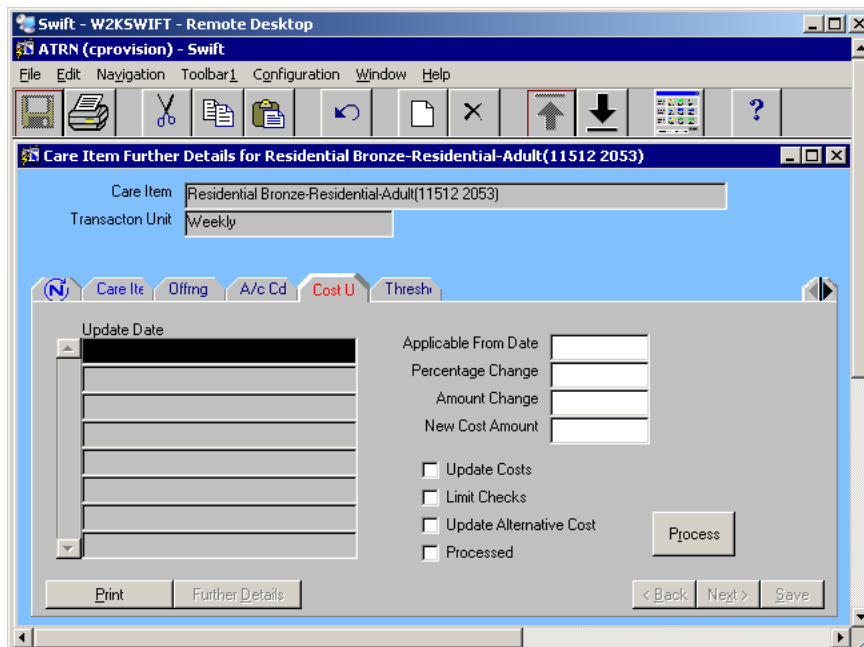 Swift - W2KSWIFT - Remote Desktop
ATRN (cprovision) - Swift
File Edit Navigation Toolbar1 Configuration Window Help
?
Care Item Further Details for Residential Bronze-Residential-Adult(11512 2053)
Care Item Residential Bronze-Residential-Adult(11512 2053)
Transacton Unit Weekly
N Care Ite Offrng A/c Cd Cost U Thresh
Update Date
Applicable From Date
Percentage Change
Amount Change
New Cost Amount
Update Costs
Limit Checks
Update Alternative Cost
Processed
Process
Print Further Details < Back Next > Save